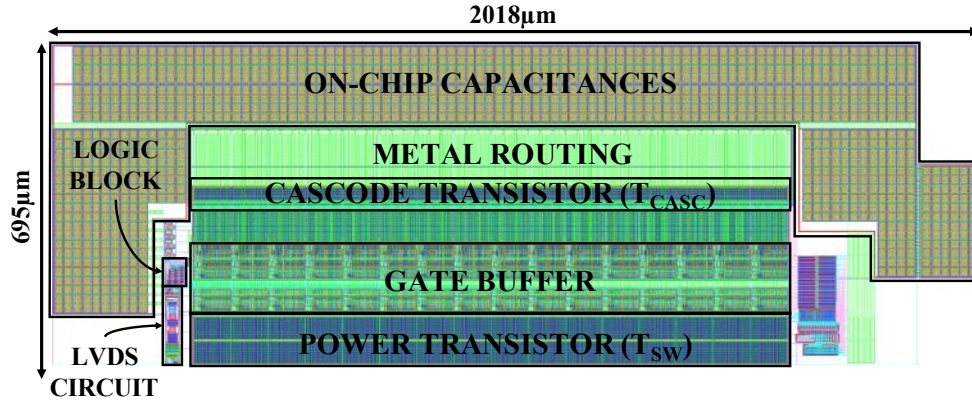 2018µm
ON-CHIP CAPACITANCES
LOGIC
BLOCK
METAL ROUTING
CASCODE TRANSISTOR (TCASC)
695µm
GATE BUFFER
POWER TRANSISTOR (TSW)
LVDS
CIRCUIT